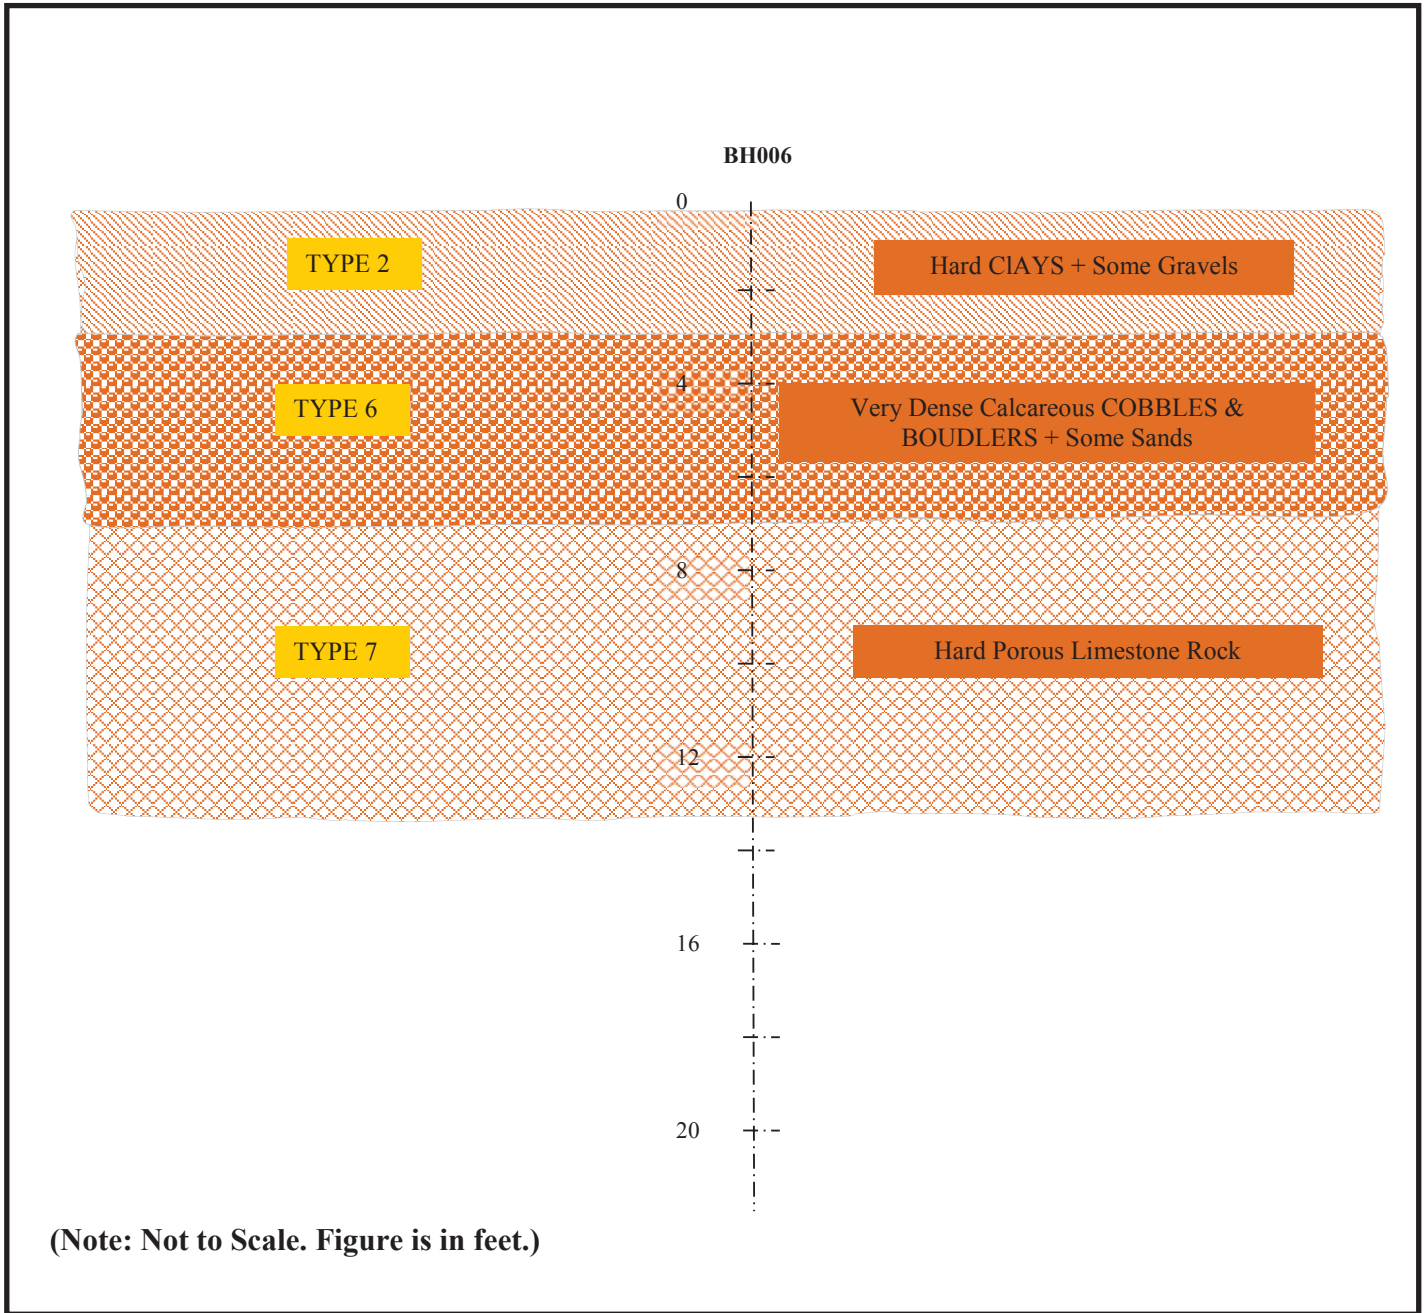 BH006
0
TYPE 2
Hard ClAYS + Some Gravels
4
TYPE 6
Very Dense Calcareous COBBLES &
BOUDLERS + Some Sands
8
TYPE 7
Hard Porous Limestone Rock
12
16
20
(Note: Not to Scale. Figure is in feet.)